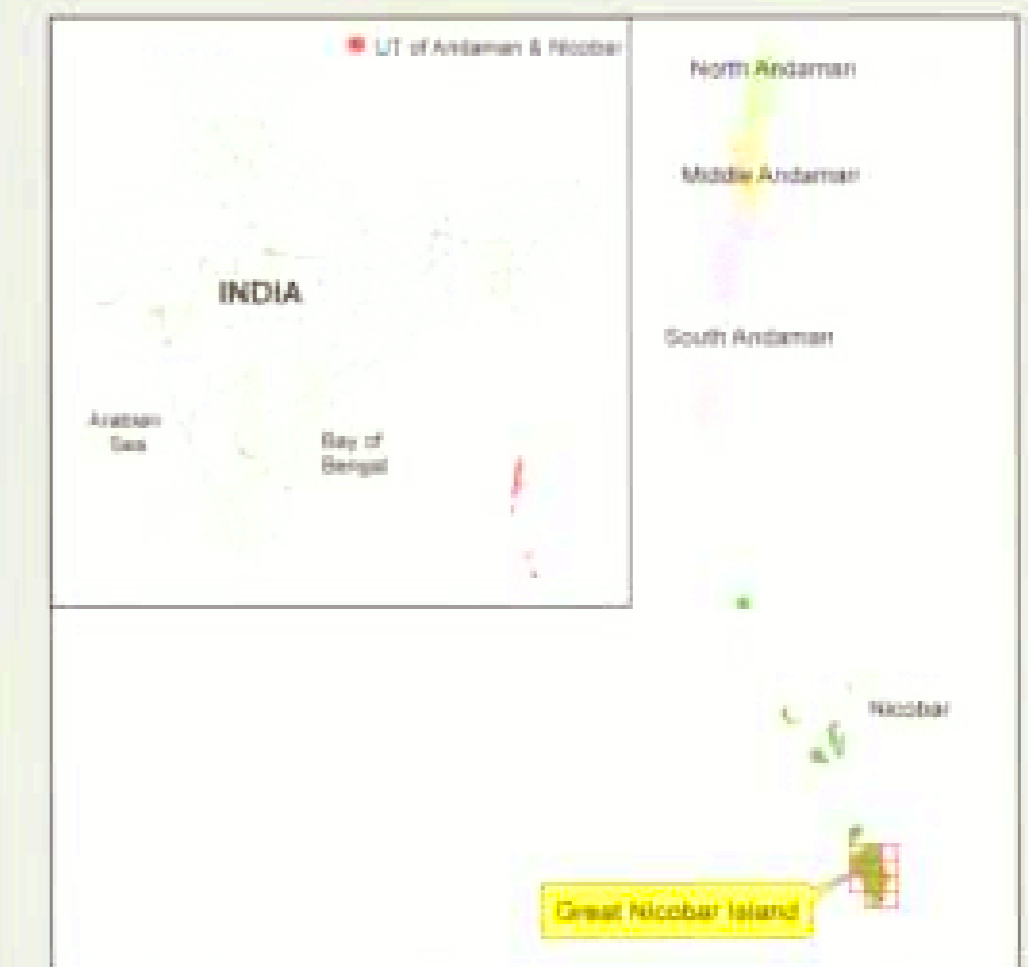 UT of Andaman & Nicobar
North Andaman
Middle Andaman
INDIA
South Andaman
Arabian
Sea
Bay of
Bengal
Nicobar
Great Nicobar Island